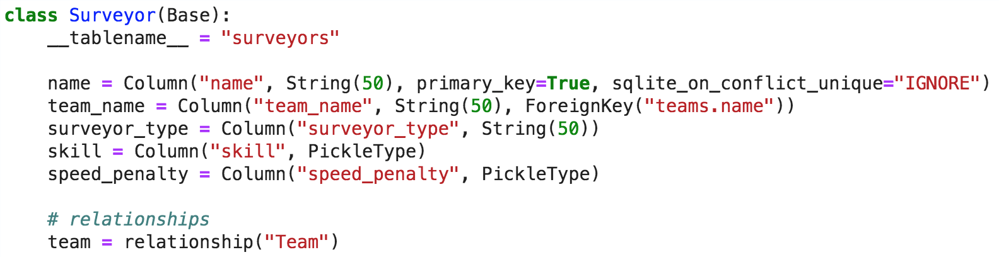 class Surveyor(Base):
    __tablename__ = "surveyors"

    name = Column("name", String(50), primary_key=True, sqlite_on_conflict_unique="IGNORE")
    team_name = Column("team_name", String(50), ForeignKey("teams.name"))
    surveyor_type = Column("surveyor_type", String(50))
    skill = Column("skill", PickleType)
    speed_penalty = Column("speed_penalty", PickleType)

    # relationships
    team = relationship("Team")